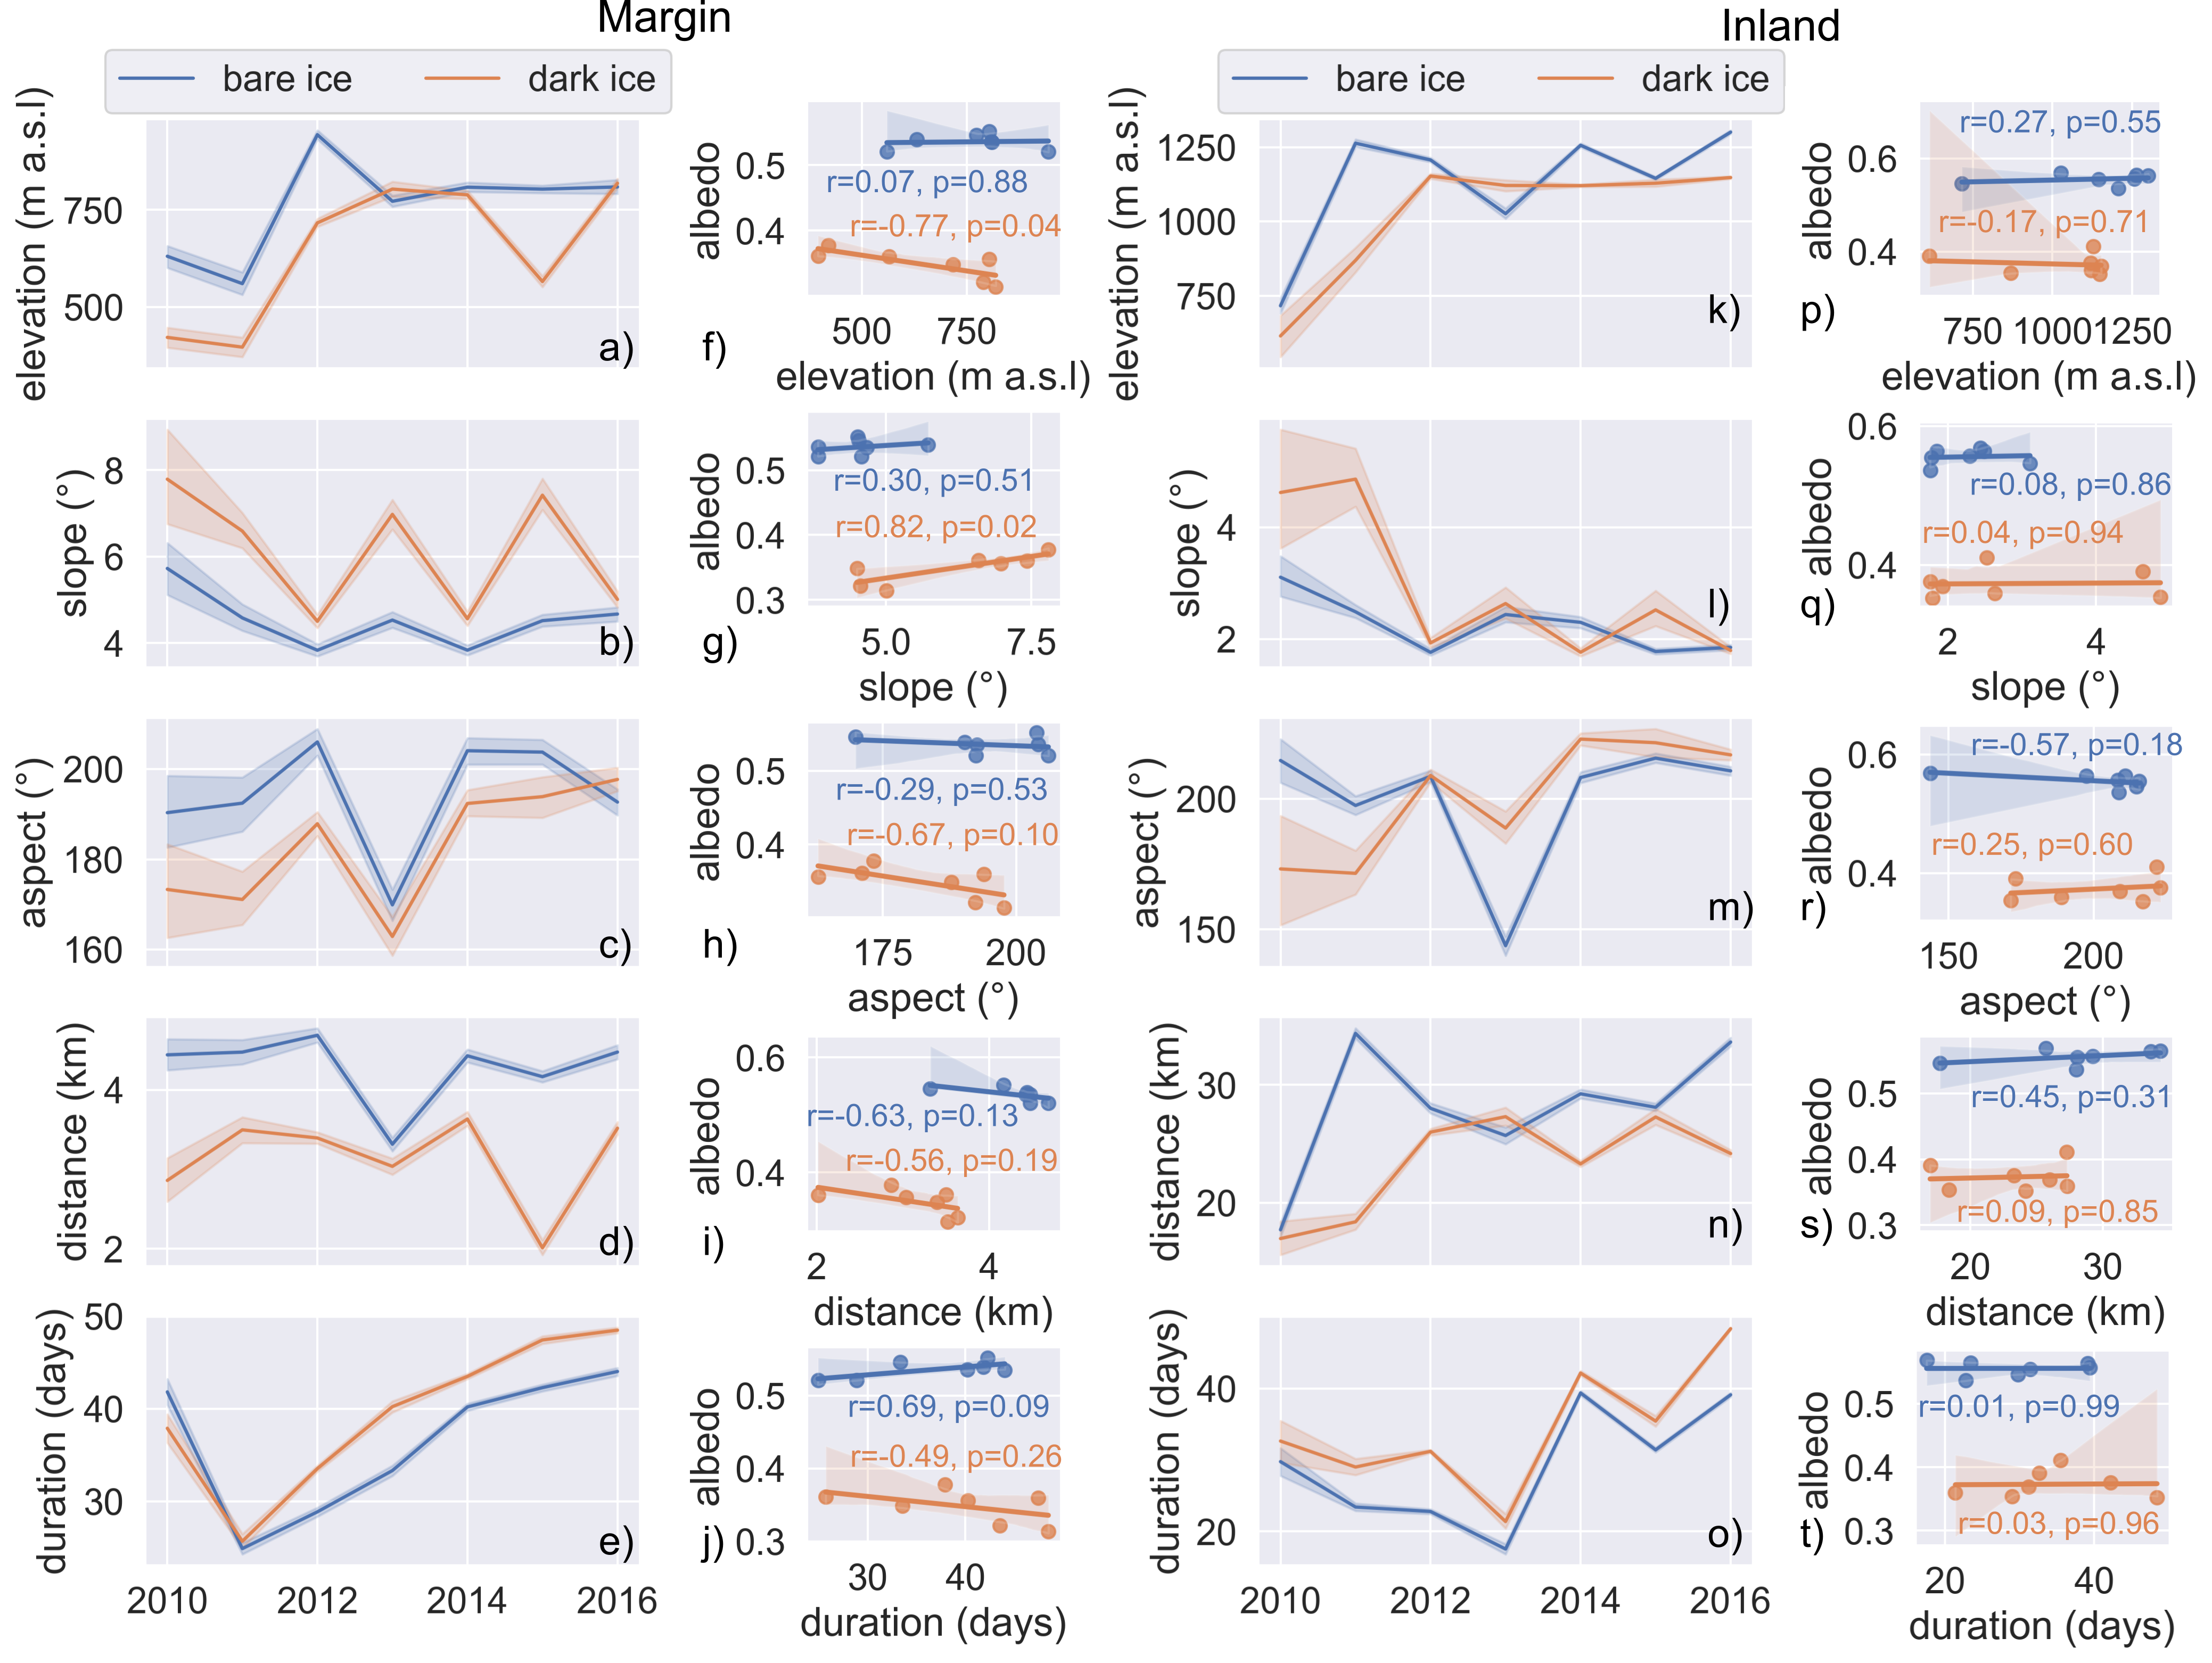 Margin
bare ice dark ice
elevation (m a.s.l)
750
500
a)
albedo
0.5
0.4
r=0.07, p=0.88
r=-0.77, p=0.04
f)
500 750
elevation (m a.s.l)
slope (°)
8
6
4
b)
albedo
0.5
0.4
0.3
r=0.30, p=0.51
r=0.82, p=0.02
g)
5.0 7.5
slope (°)
aspect (°)
200
180
160
c)
albedo
0.5
0.4
r=-0.29, p=0.53
r=-0.67, p=0.10
h)
175 200
aspect (°)
distance (km)
4
2
d)
albedo
0.6
0.4
r=-0.63, p=0.13
r=-0.56, p=0.19
i)
2 4
distance (km)
duration (days)
50
40
30
e)
2010 2012 2014 2016
albedo
0.5
0.4
0.3
r=0.69, p=0.09
r=-0.49, p=0.26
j)
30 40
duration (days)
Inland
bare ice dark ice
elevation (m a.s.l)
1250
1000
750
k)
albedo
0.6
0.4
r=0.27, p=0.55
r=-0.17, p=0.71
p)
750 1000 1250
elevation (m a.s.l)
slope (°)
4
2
l)
albedo
0.6
0.4
r=0.08, p=0.86
r=0.04, p=0.94
q)
2 4
slope (°)
aspect (°)
200
150
m)
albedo
0.6
0.4
r=-0.57, p=0.18
r=0.25, p=0.60
r)
150 200
aspect (°)
distance (km)
30
20
n)
albedo
0.5
0.4
0.3
r=0.45, p=0.31
r=0.09, p=0.85
s)
20 30
distance (km)
duration (days)
40
20
o)
2010 2012 2014 2016
albedo
0.5
0.4
0.3
r=0.01, p=0.99
r=0.03, p=0.96
t)
20 40
duration (days)